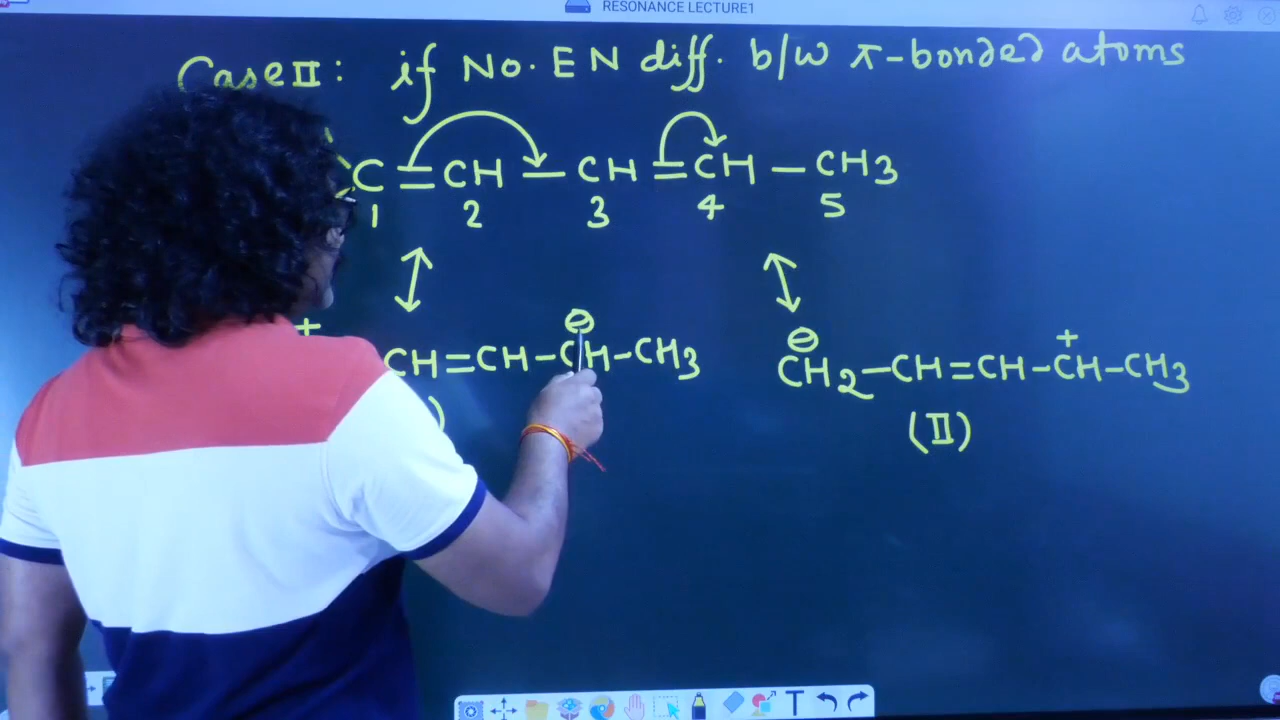 RESONANCE LECTURE1
Case II : if No. EN diff. b/w π-bonded atoms
C = CH - CH = CH - CH3
1 2 3 4 5
+ CH=CH-CH-CH3 ⊖
⊖ CH2-CH=CH-CH-CH3 +
)
(II)
T